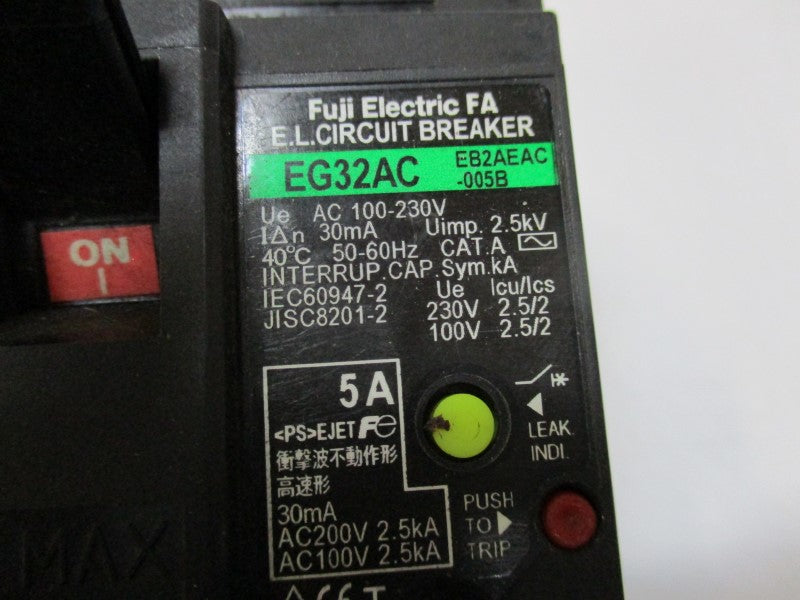 Fuji Electric FA
E.L.CIRCUIT BREAKER
EG32AC EB2AEAC
-005B
Ue AC 100-230V
I∆n 30mA Uimp. 2.5kV
40°C 50-60Hz CAT.A
INTERRUP.CAP.Sym.kA
IEC60947-2 Ue Icu/Ics
JISC8201-2 230V 2.5/2
100V 2.5/2
ON
I
5A
<PS>EJET Fe
衝撃波不動作形
高速形
30mA
AC200V 2.5kA
AC100V 2.5kA
LEAK.
INDI.
PUSH
TO
TRIP
MAX